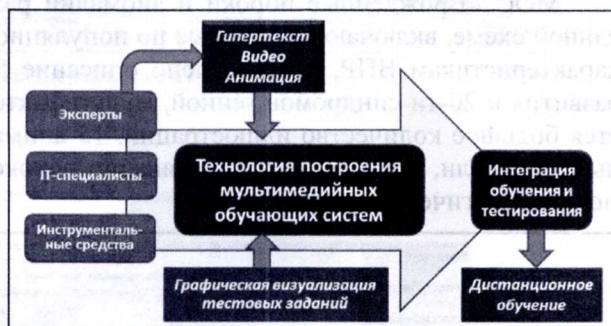 Гипертекст
Видео
Анимация
Эксперты
IT-специалисты
Инструменталь-
ные средства
Технология построения
мультимедийных
обучающих систем
Интеграция
обучения и
тестирования
Графическая визуализация
тестовых заданий
Дистанционное
обучение